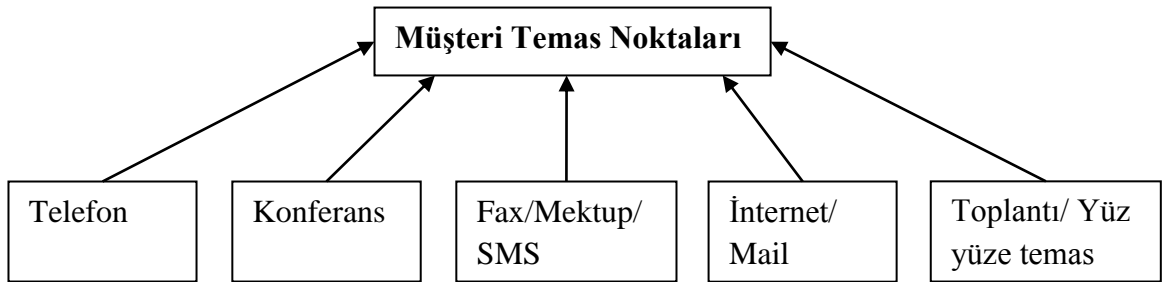 Müşteri Temas Noktaları
Telefon
Konferans
Fax/Mektup/
SMS
İnternet/
Mail
Toplantı/ Yüz
yüze temas